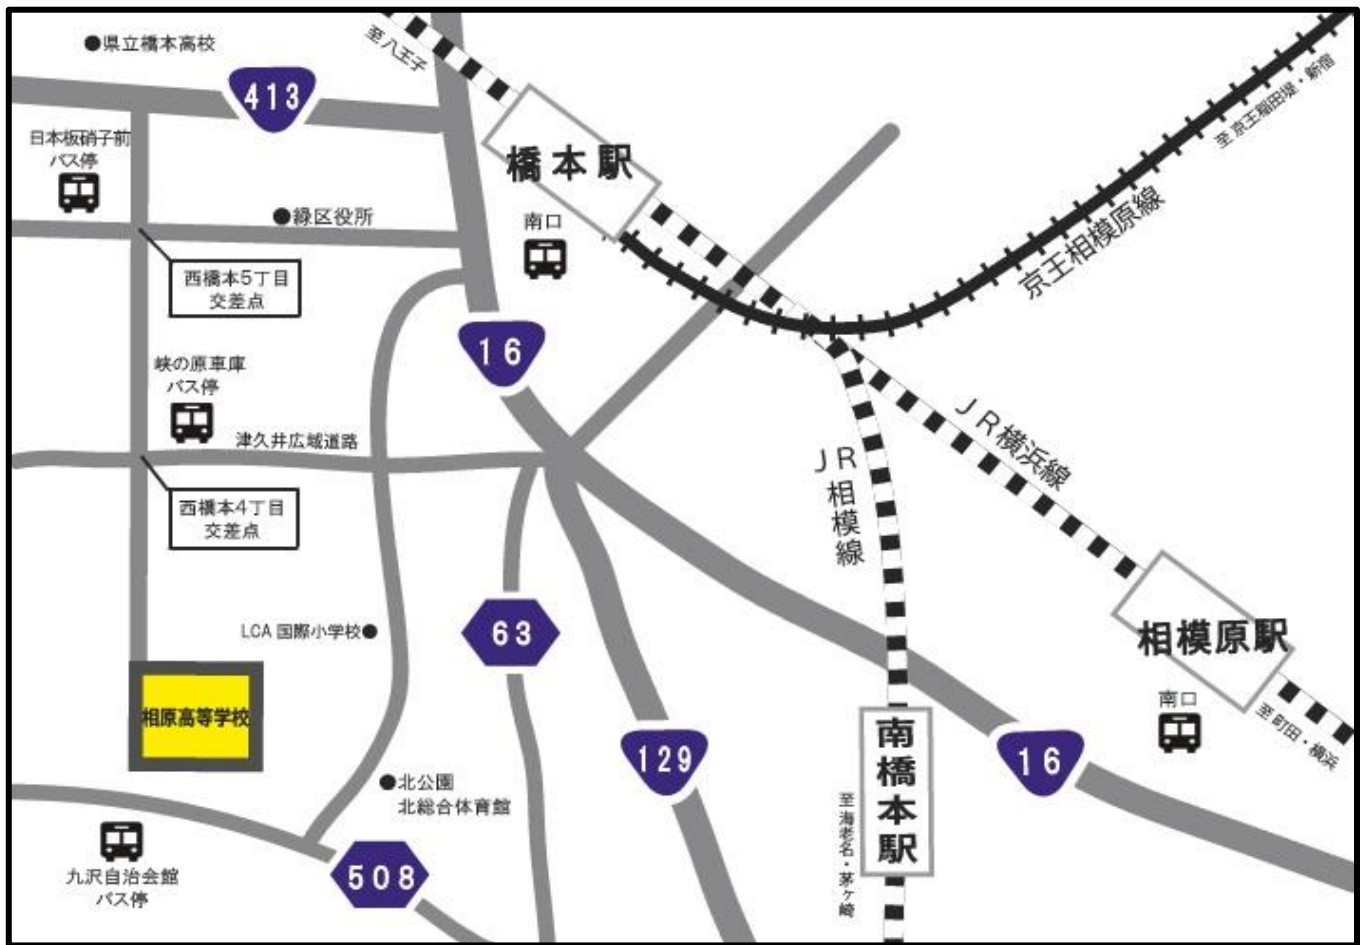 ●県立橋本高校
至八王子
413
日本板硝子前
バス停
橋本駅
至京王稲田堤・新宿
●緑区役所
南口
京王相模原線
西橋本5丁目
交差点
16
峡の原車庫
バス停
津久井広域道路
JR横浜線
JR相模線
西橋本4丁目
交差点
LCA国際小学校●
63
相模原駅
相原高等学校
南口
至町田・横浜
南橋本駅
129
16
●北公園
北総合体育館
至海老名・茅ヶ崎
九沢自治会館
バス停
508